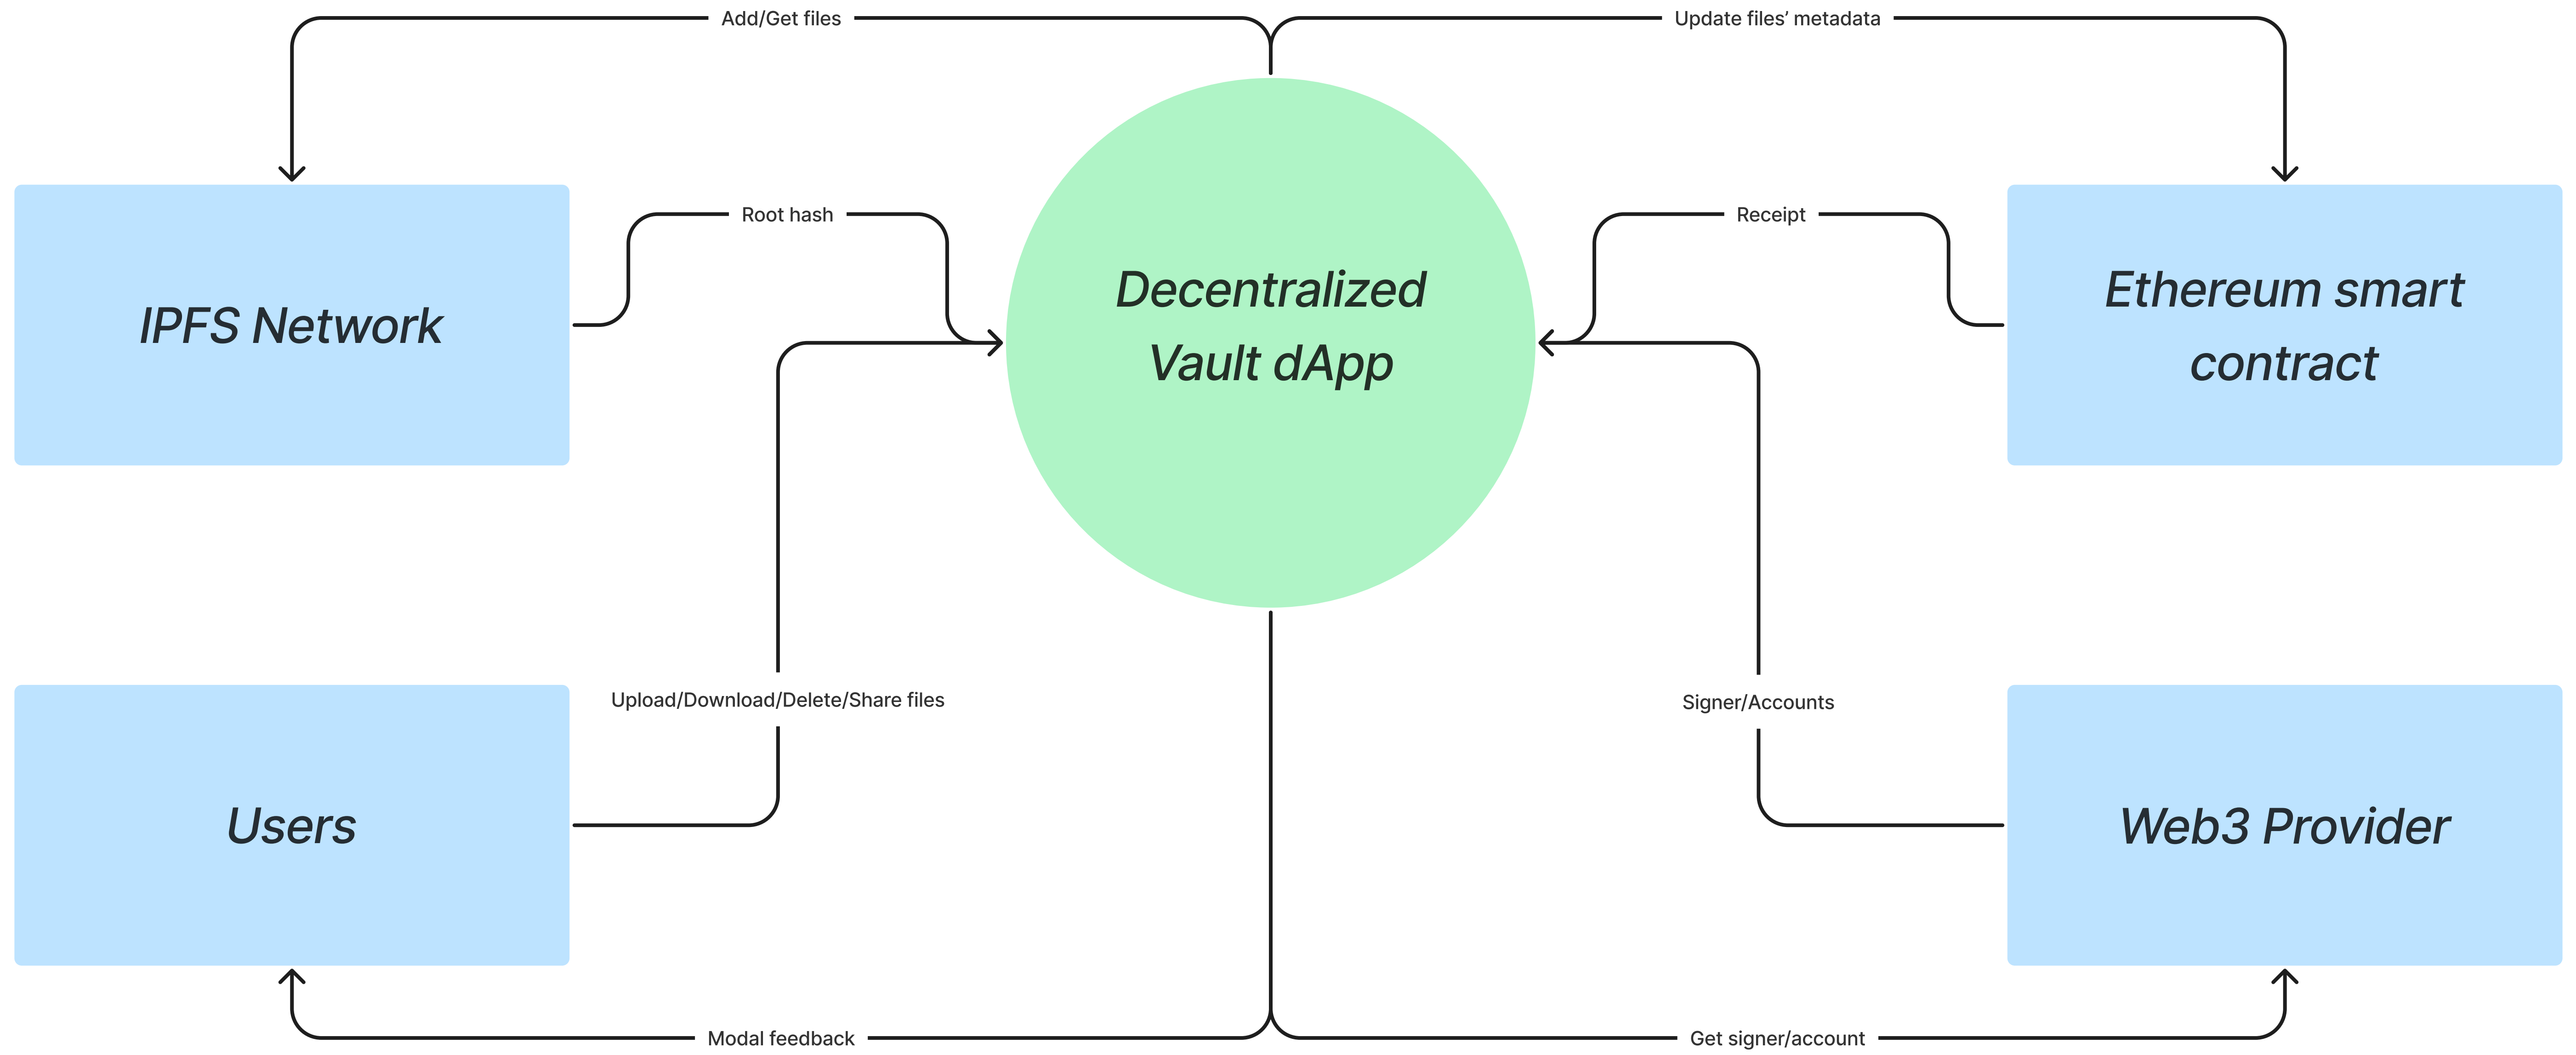 Add/Get files
Update files’ metadata
Root hash
Receipt
IPFS Network
Decentralized
Vault dApp
Ethereum smart
contract
Upload/Download/Delete/Share files
Signer/Accounts
Users
Web3 Provider
Modal feedback
Get signer/account